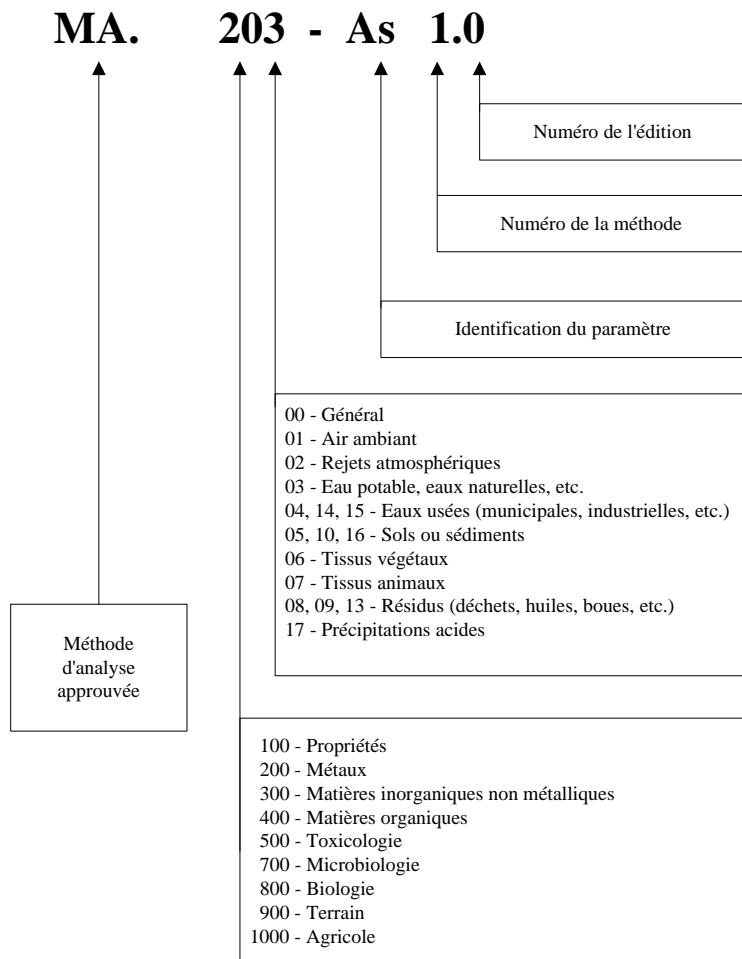 MA. 203 - As 1.0
Numéro de l'édition
Numéro de la méthode
Identification du paramètre
00 - Général
01 - Air ambiant
02 - Rejets atmosphériques
03 - Eau potable, eaux naturelles, etc.
04, 14, 15 - Eaux usées (municipales, industrielles, etc.)
05, 10, 16 - Sols ou sédiments
06 - Tissus végétaux
07 - Tissus animaux
08, 09, 13 - Résidus (déchets, huiles, boues, etc.)
17 - Précipitations acides
Méthode
d'analyse
approuvée
100 - Propriétés
200 - Métaux
300 - Matières inorganiques non métalliques
400 - Matières organiques
500 - Toxicologie
700 - Microbiologie
800 - Biologie
900 - Terrain
1000 - Agricole